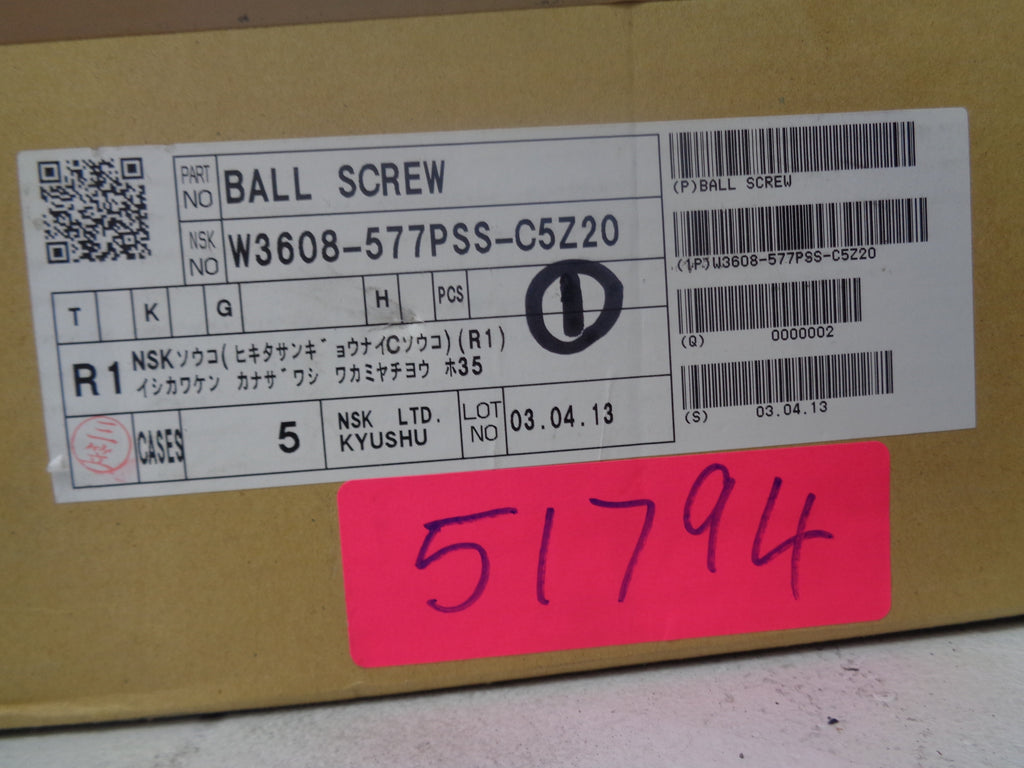 PART NO BALL SCREW
NSK NO W3608-577PSS-C5Z20
T K G H PCS
1
R1 NSKソウコ(ヒキタサンギョウナイCソウコ)(R1)
イシカワケン カナザワシ ワカミヤチヨウ ホ35
CASES 5 NSK LTD. KYUSHU LOT NO 03.04.13
(P)BALL SCREW
(1P)W3608-577PSS-C5Z20
(Q) 0000002
(S) 03.04.13
51794